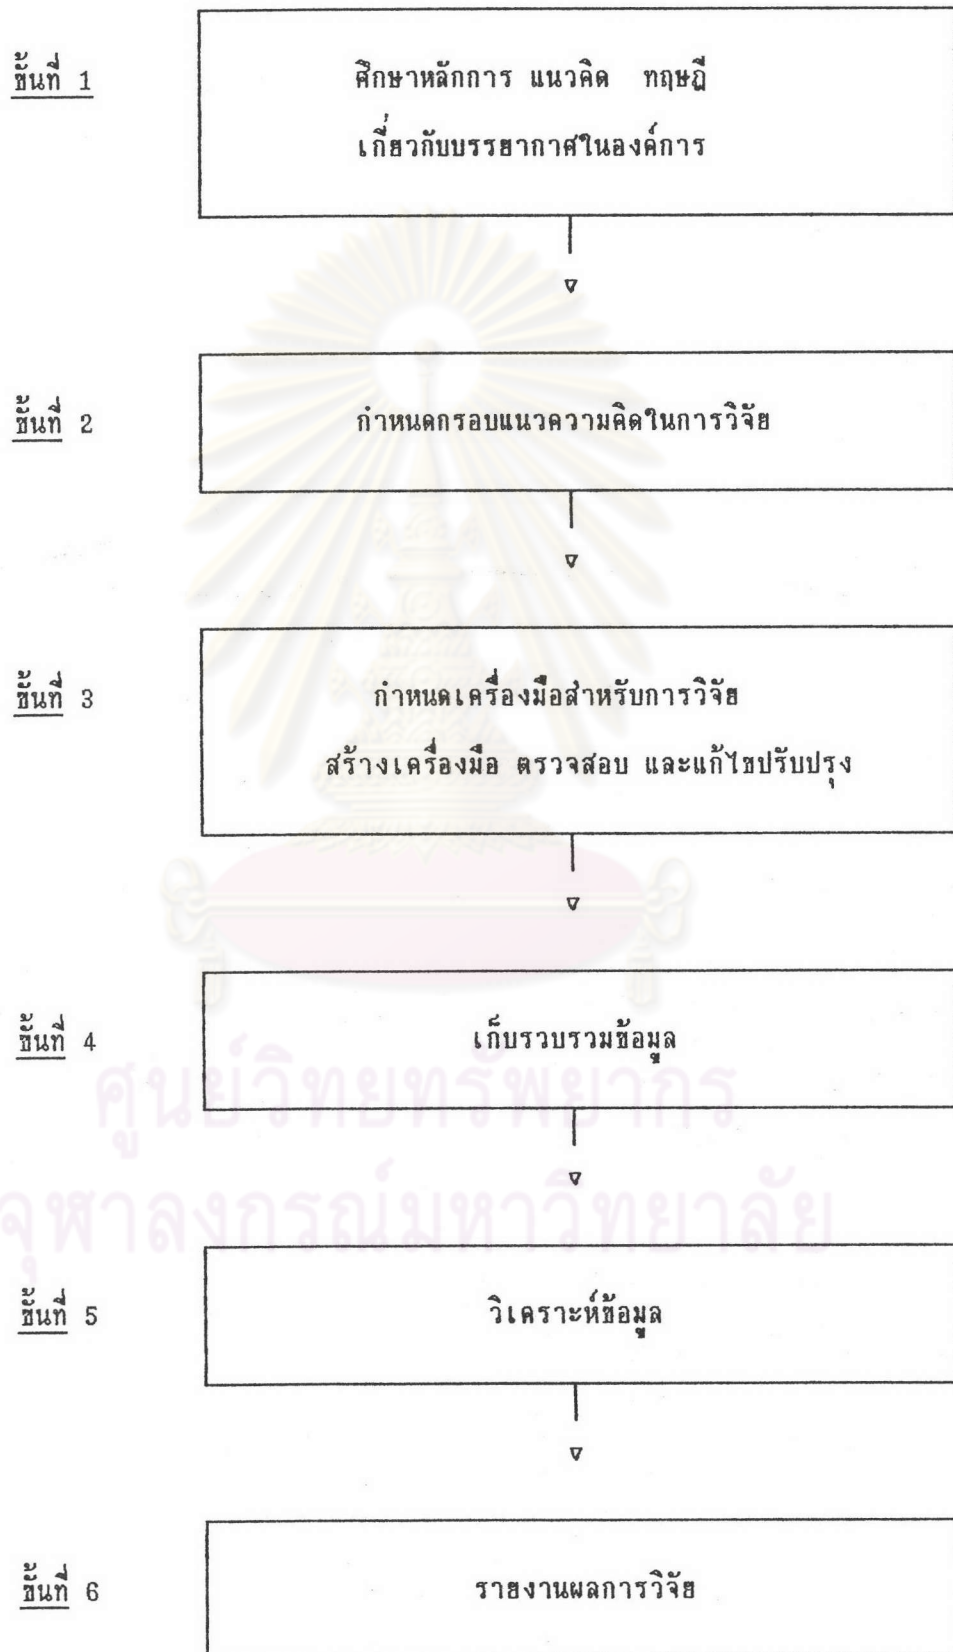 ขั้นที่ 1
ศึกษาหลักการ แนวคิด ทฤษฎี
เกี่ยวกับบรรยากาศในองค์การ
ขั้นที่ 2
กำหนดกรอบแนวความคิดในการวิจัย
ขั้นที่ 3
กำหนดเครื่องมือสำหรับการวิจัย
สร้างเครื่องมือ ตรวจสอบ และแก้ไขปรับปรุง
ขั้นที่ 4
เก็บรวบรวมข้อมูล
ศูนย์วิทยทรัพยากร
จุฬาลงกรณ์มหาวิทยาลัย
ขั้นที่ 5
วิเคราะห์ข้อมูล
ขั้นที่ 6
รายงานผลการวิจัย